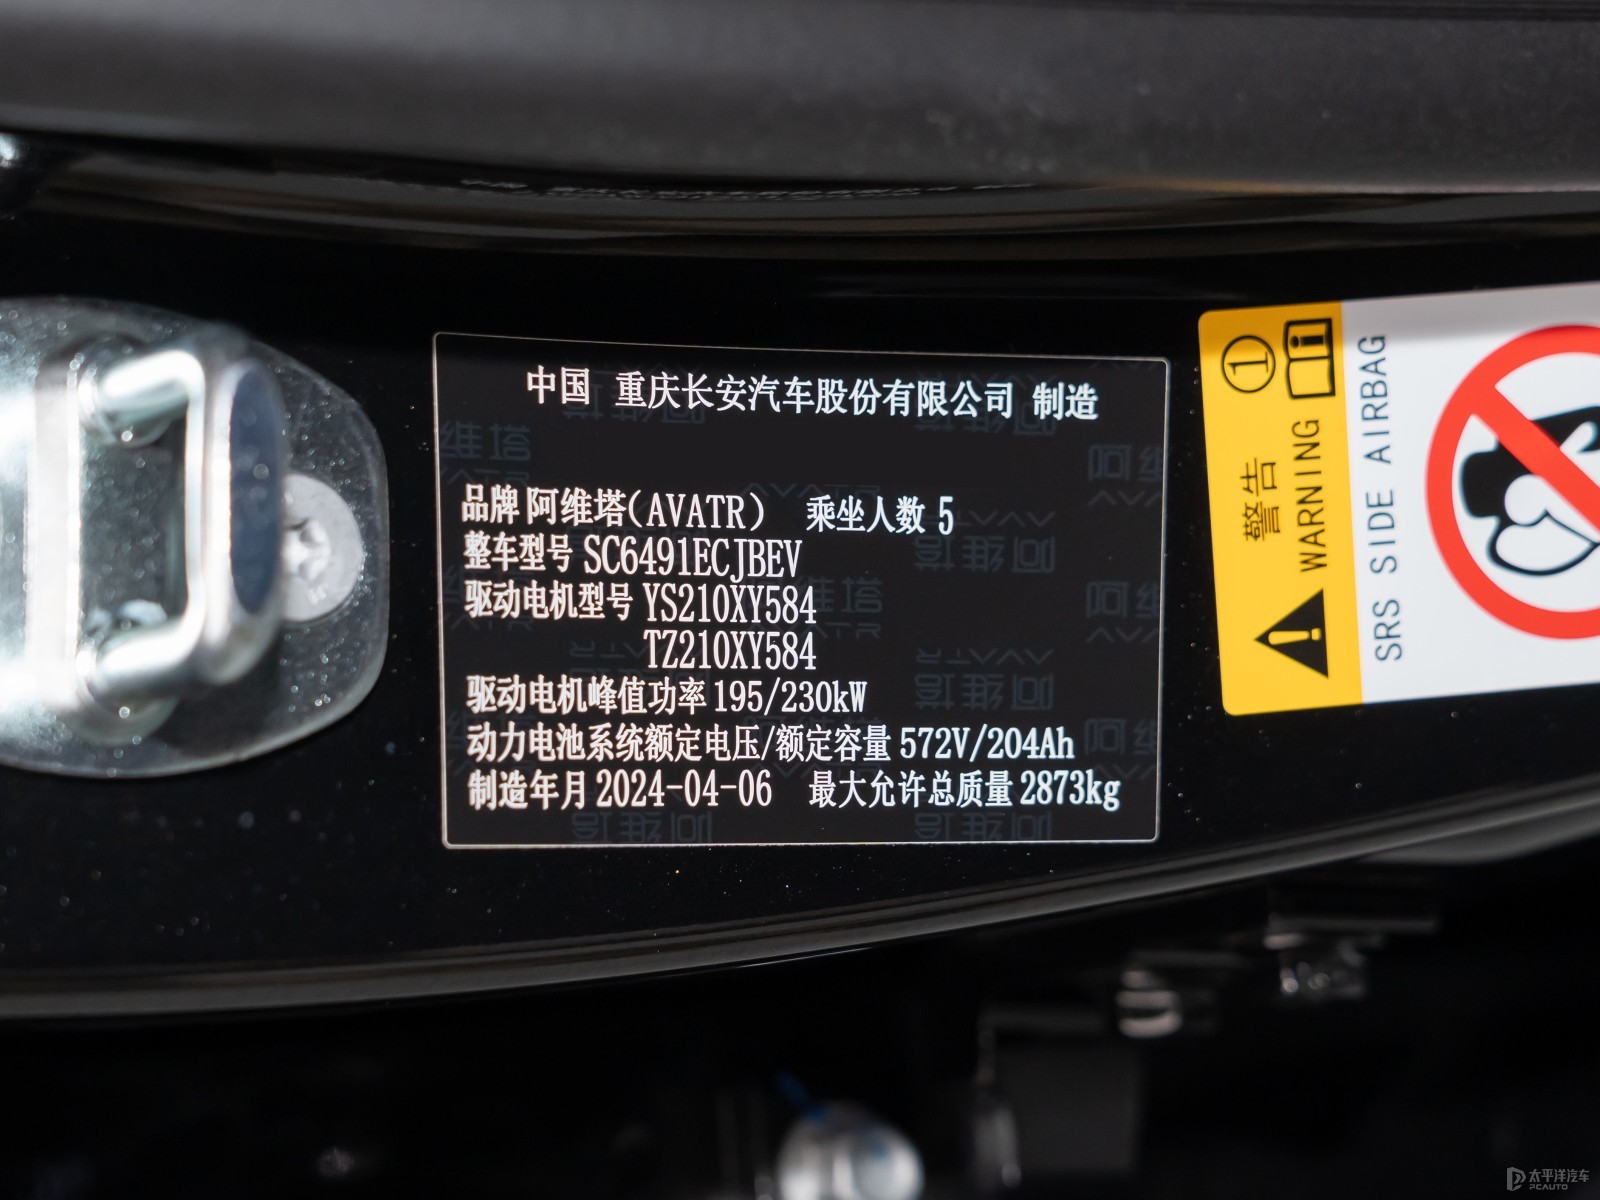 中国 重庆长安汽车股份有限公司 制造
品牌 阿维塔(AVATR) 乘坐人数 5
整车型号 SC6491ECJBEV
驱动电机型号 YS210XY584
TZ210XY584
驱动电机峰值功率 195/230kW
动力电池系统额定电压/额定容量 572V/204Ah
制造年月 2024-04-06 最大允许总质量 2873kg
① 
警告
WARNING
SRS SIDE AIRBAG
太平洋汽车
PCAUTO